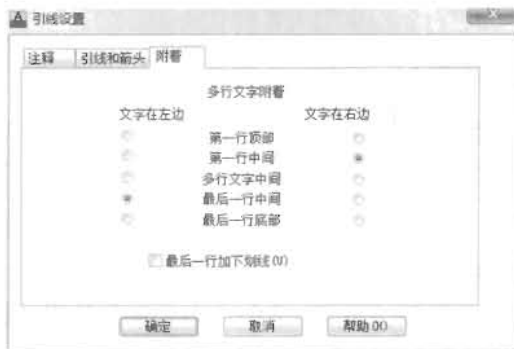 引线设置
注释 引线和箭头 附着
多行文字附着
文字在左边 文字在右边
第一行顶部
第一行中间
多行文字中间
最后一行中间
最后一行底部
最后一行加下划线(U)
确定 取消 帮助(H)